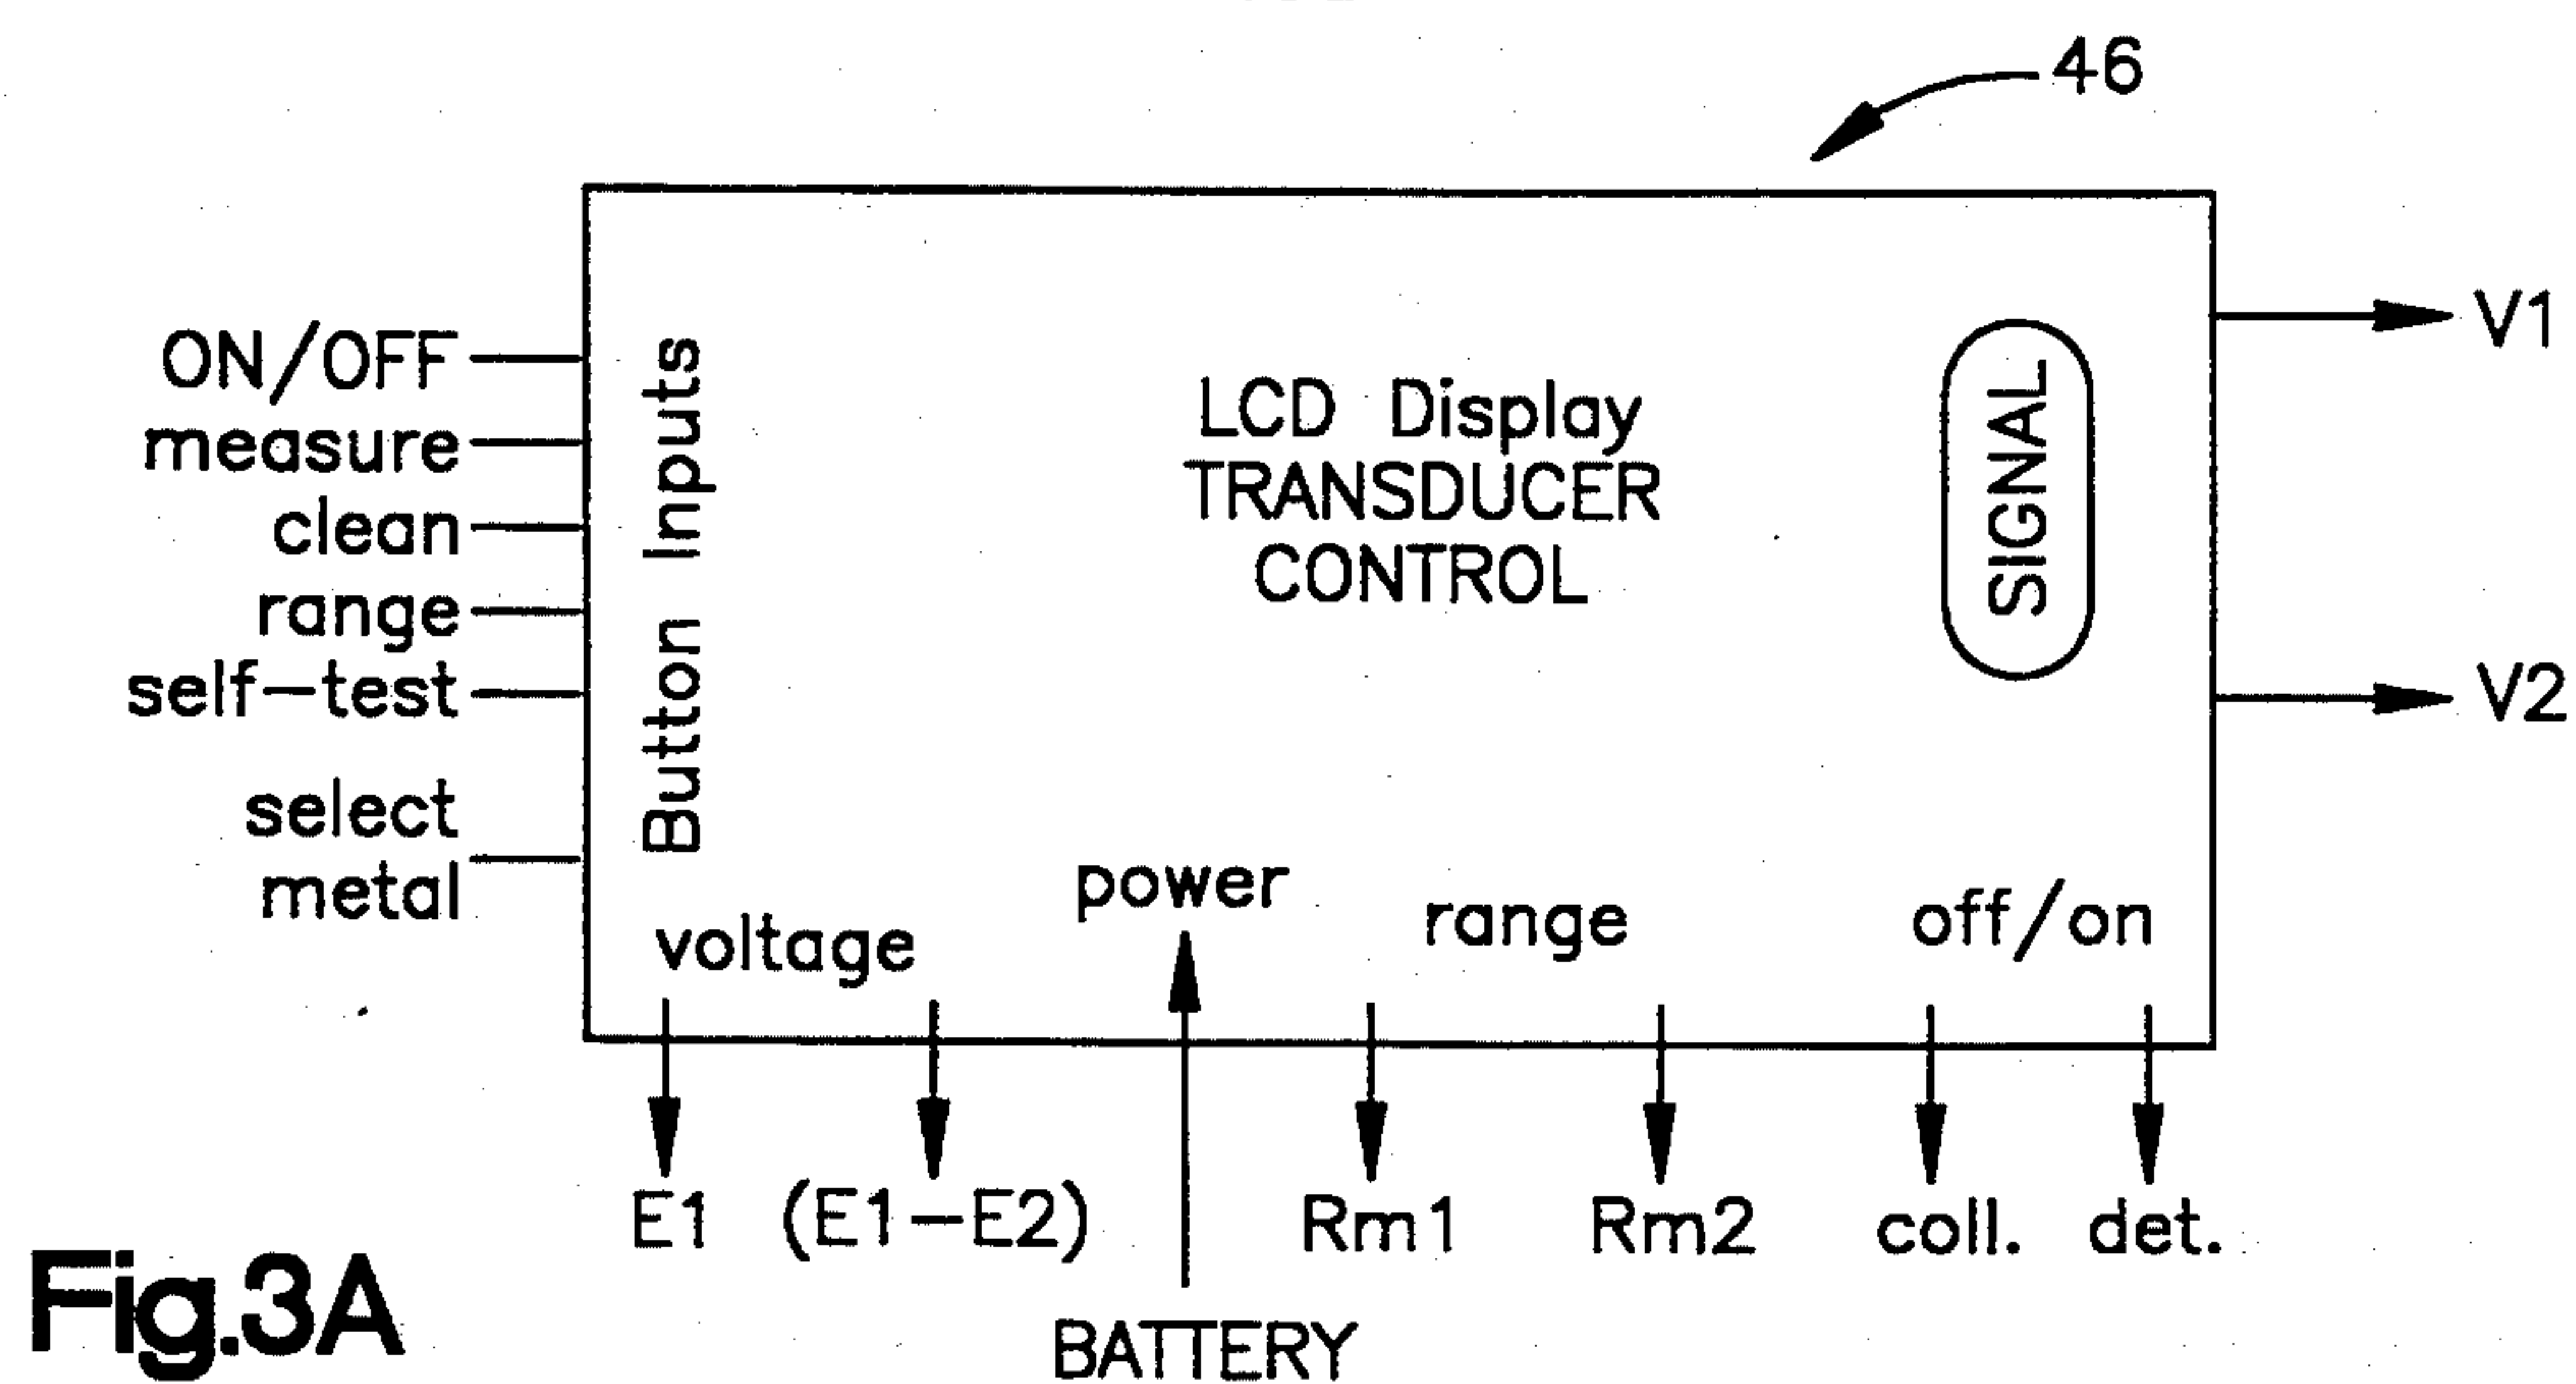 46
ON/OFF
measure
clean
range
self-test
select
metal
Button Inputs
LCD Display
TRANSDUCER
CONTROL
SIGNAL
V1
V2
voltage
power
range
off/on
E1
(E1-E2)
Rm1
Rm2
coll.
det.
BATTERY
Fig.3A